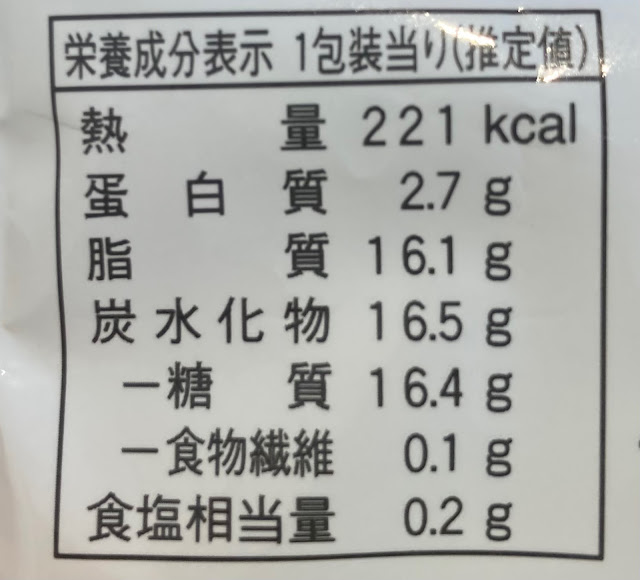 栄養成分表示 1包装当り(推定値)
熱量 221 kcal
蛋白質 2.7 g
脂質 16.1 g
炭水化物 16.5 g
－糖質 16.4 g
－食物繊維 0.1 g
食塩相当量 0.2 g